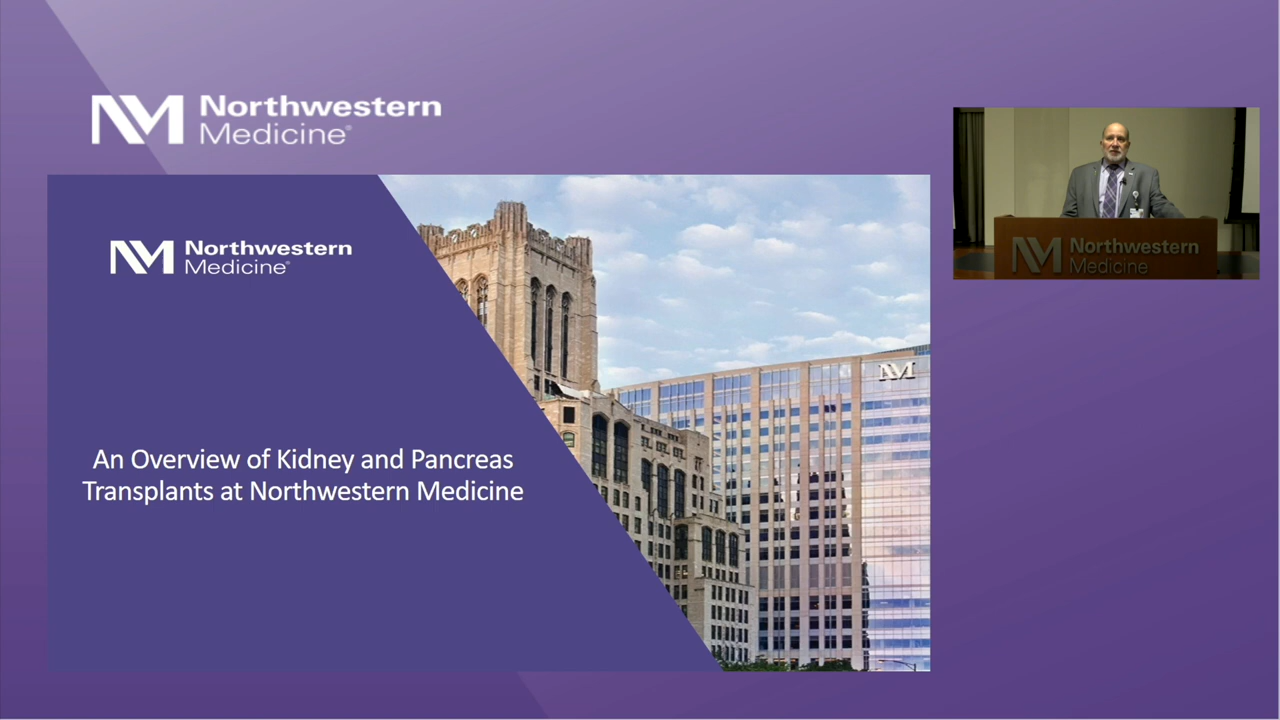 Northwestern
Medicine®
Northwestern
Medicine®
An Overview of Kidney and Pancreas
Transplants at Northwestern Medicine
NM
Northwestern
Medicine